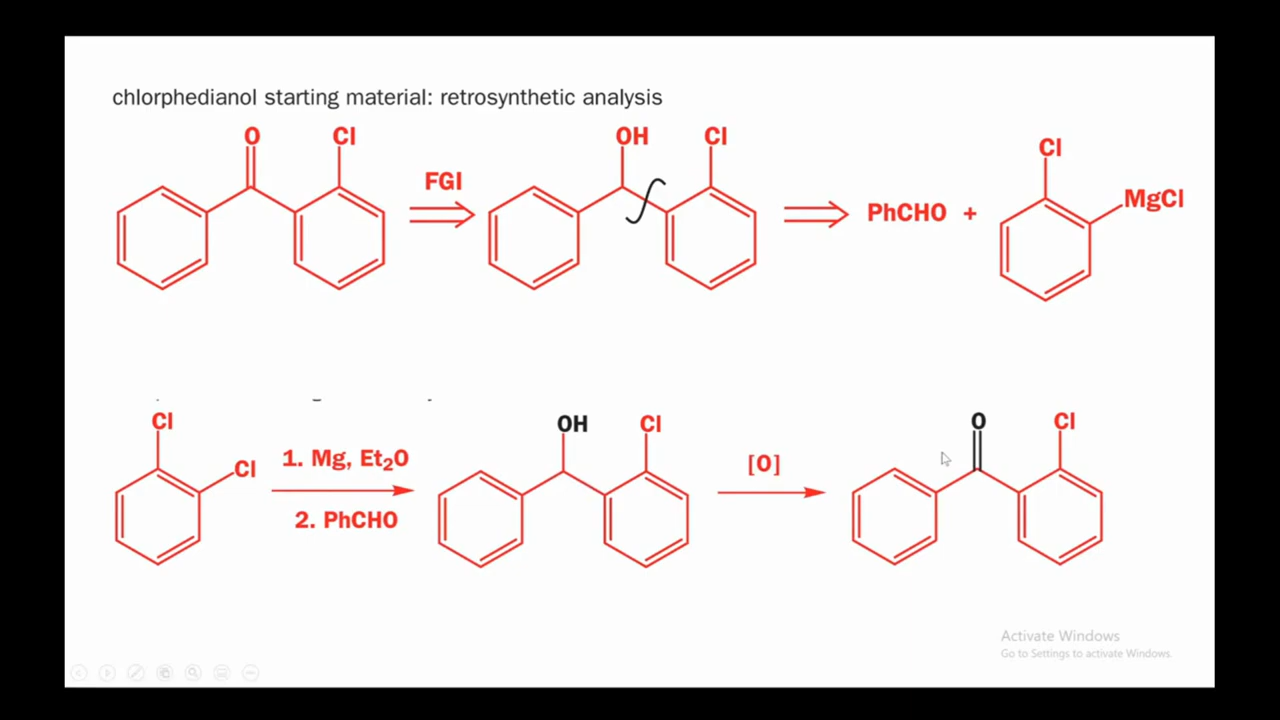 chlorphedianol starting material: retrosynthetic analysis
O Cl
FGI
OH Cl
PhCHO +
Cl
MgCl
Cl
Cl
1. Mg, Et₂O
2. PhCHO
OH Cl
[O]
O Cl
Activate Windows
Go to Settings to activate Windows.